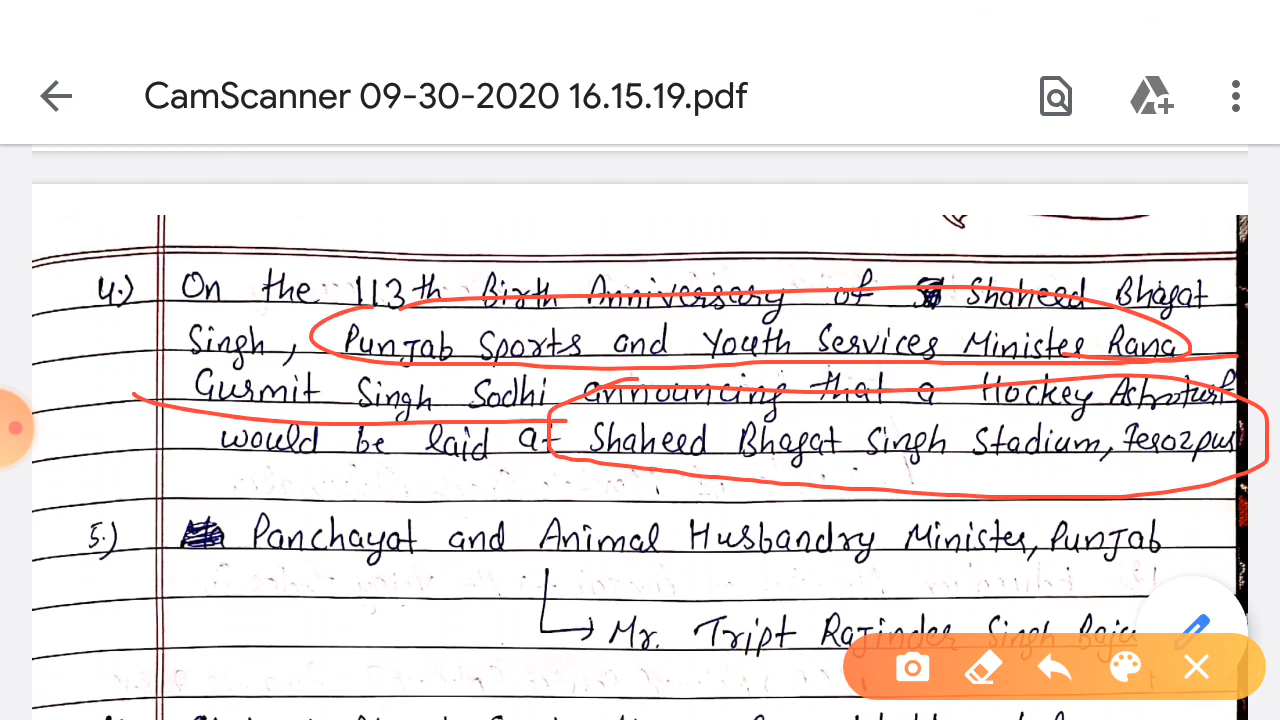 CamScanner 09-30-2020 16.15.19.pdf
4.) On the 113th Birth Anniversary of Shaheed Bhagat
Singh, Punjab Sports and Youth Services Minister Rana
Gurmit Singh Sodhi announcing that a Hockey Astroturf
would be laid at Shaheed Bhagat Singh Stadium, Ferozpur
5.) Panchayat and Animal Husbandry Minister, Punjab
Mr. Tript Rajinder Singh